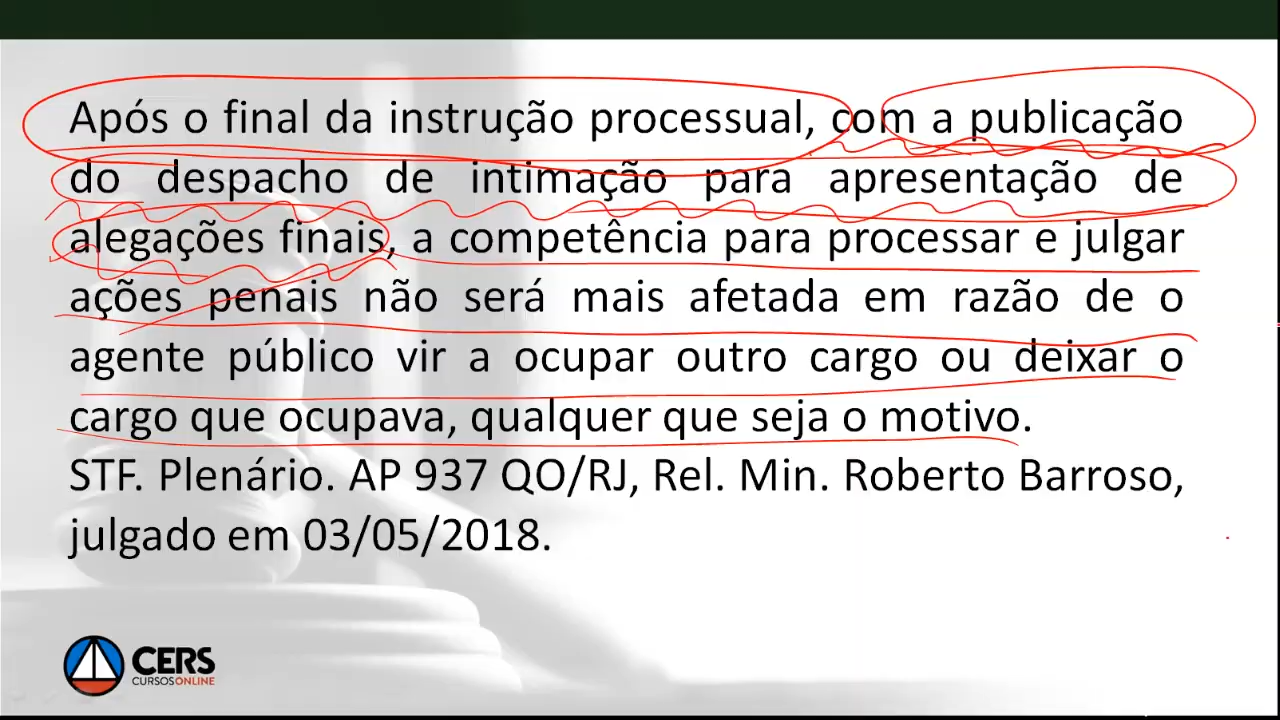 Após o final da instrução processual, com a publicação
do despacho de intimação para apresentação de
alegações finais, a competência para processar e julgar
ações penais não será mais afetada em razão de o
agente público vir a ocupar outro cargo ou deixar o
cargo que ocupava, qualquer que seja o motivo.
STF. Plenário. AP 937 QO/RJ, Rel. Min. Roberto Barroso,
julgado em 03/05/2018.
CERS
CURSOSONLINE